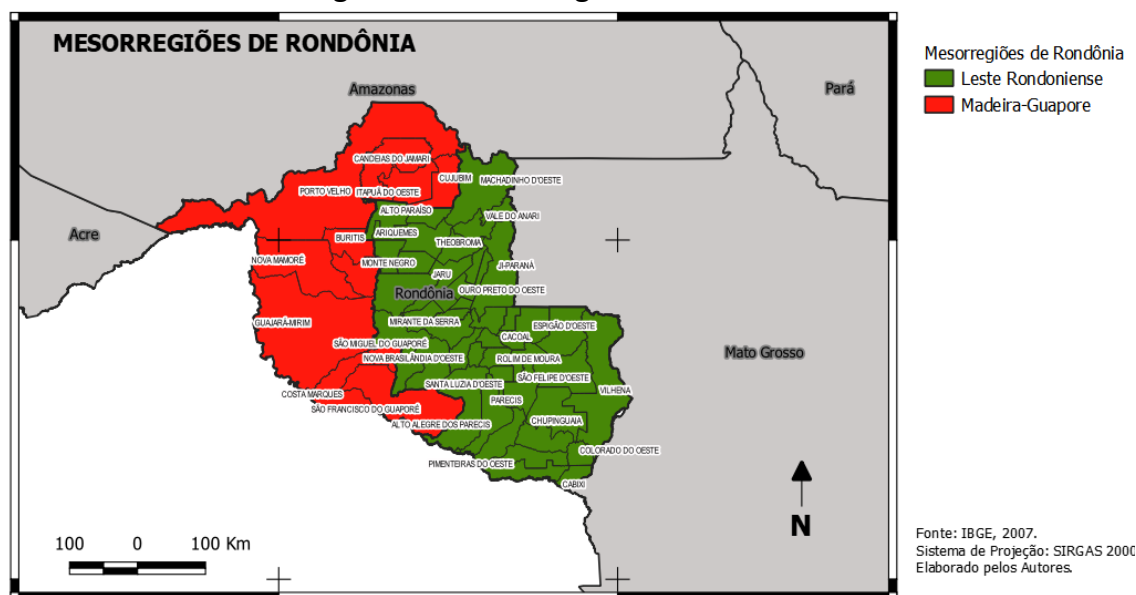 MESORREGIÕES DE RONDÔNIA
Mesorregiões de Rondônia
Leste Rondoniense
Madeira-Guapore
Amazonas
Pará
CANDEIAS DO JAMARI
CUJUBIM
MACHADINHO D'OESTE
PORTO VELHO
ITAPUÃ DO OESTE
ALTO PARAÍSO
VALE DO ANARI
Acre
ARIQUEMES
BURITIS
THEOBROMA
NOVA MAMORÉ
MONTE NEGRO
JI-PARANÁ
JARU
OURO PRETO DO OESTE
Rondônia
GUAJARÁ-MIRIM
MIRANTE DA SERRA
ESPIGÃO D'OESTE
CACOAL
SÃO MIGUEL DO GUAPORÉ
NOVA BRASILÂNDIA D'OESTE
ROLIM DE MOURA
Mato Grosso
SÃO FELIPE D'OESTE
SANTA LUZIA D'OESTE
VILHENA
COSTA MARQUES
PARECIS
SÃO FRANCISCO DO GUAPORÉ
ALTO ALEGRE DOS PARECIS
CHUPINGUAIA
COLORADO DO OESTE
PIMENTEIRAS DO OESTE
CABIXI
N
100 0 100 Km
Fonte: IBGE, 2007.
Sistema de Projeção: SIRGAS 2000
Elaborado pelos Autores.